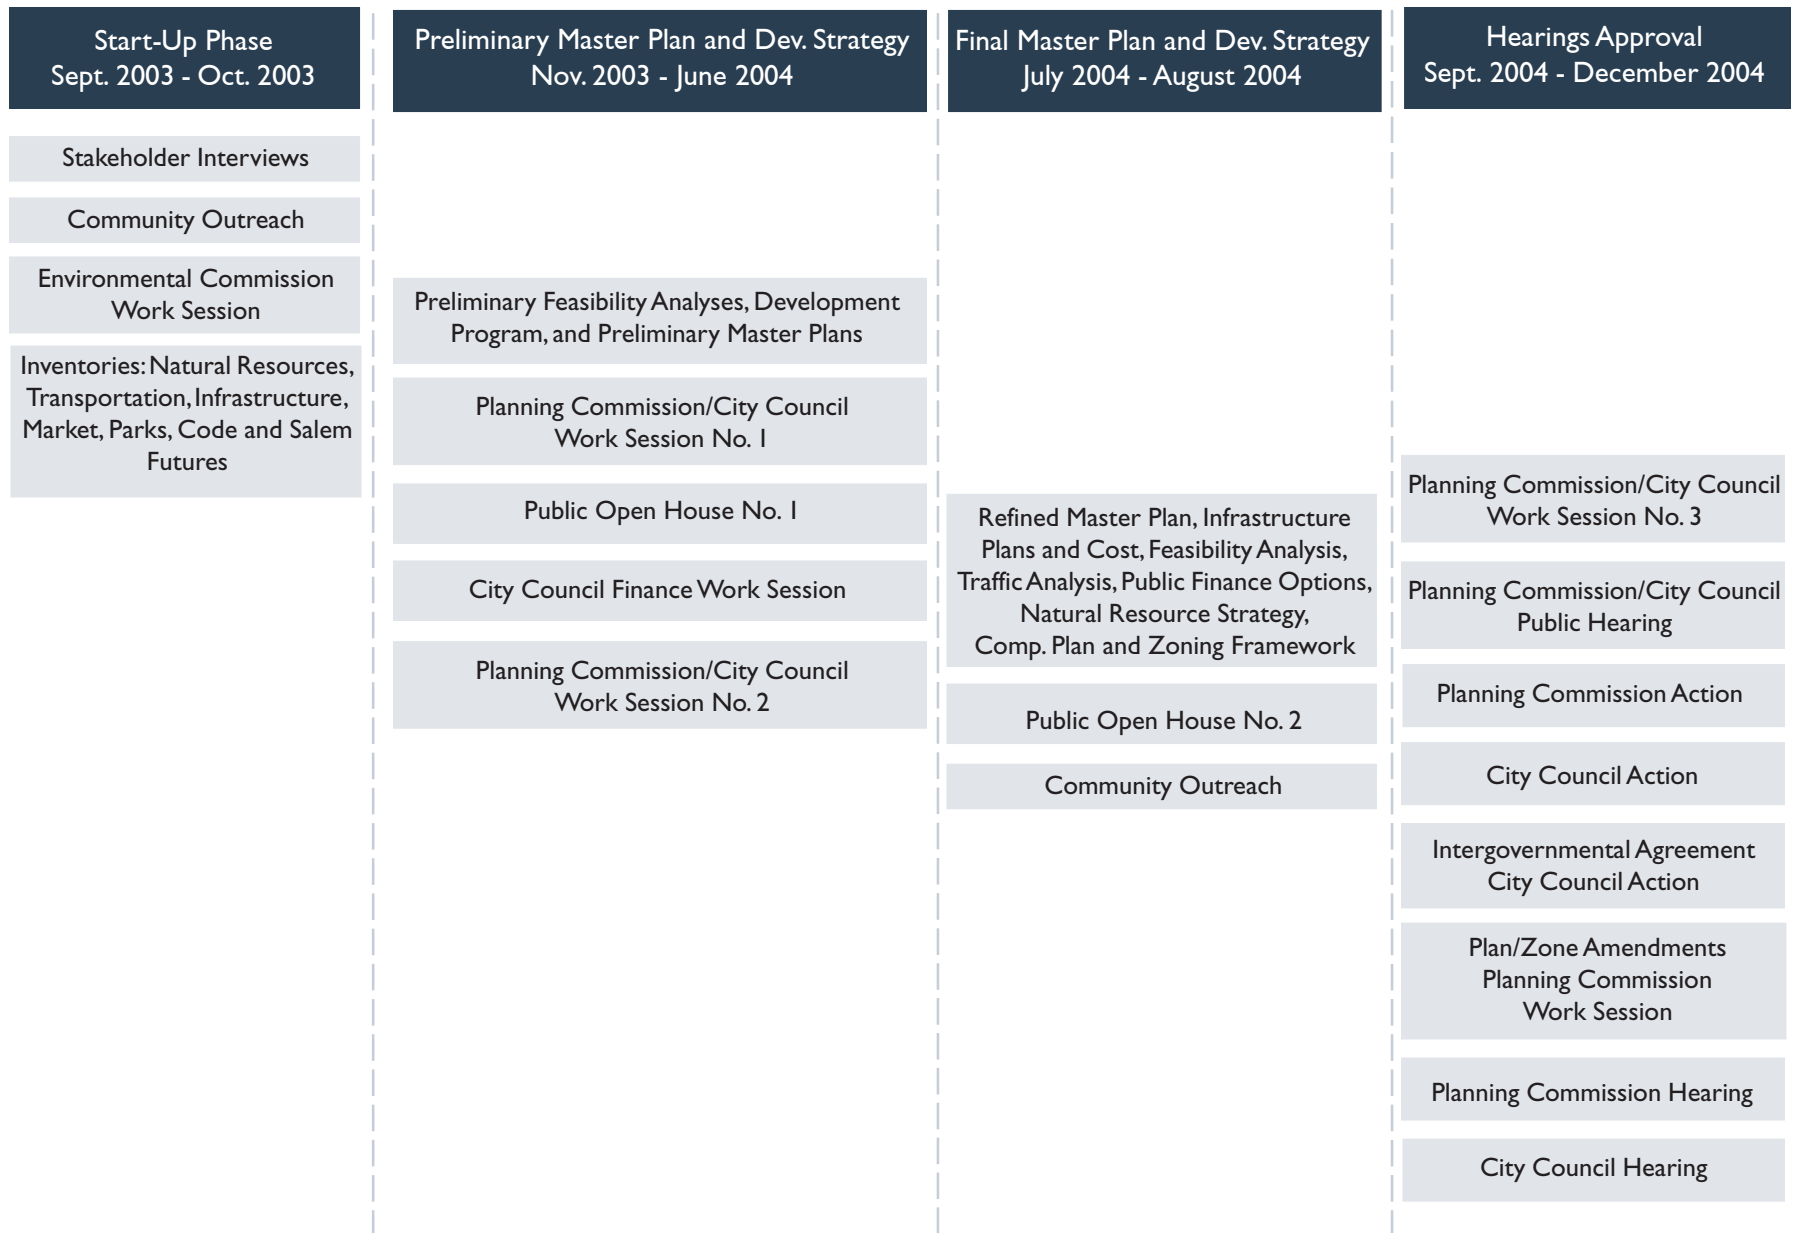 Start-Up Phase
Sept. 2003 - Oct. 2003
Stakeholder Interviews
Community Outreach
Environmental Commission
Work Session
Inventories: Natural Resources,
Transportation, Infrastructure,
Market, Parks, Code and Salem
Futures
Preliminary Master Plan and Dev. Strategy
Nov. 2003 - June 2004
Preliminary Feasibility Analyses, Development
Program, and Preliminary Master Plans
Planning Commission/City Council
Work Session No. 1
Public Open House No. 1
City Council Finance Work Session
Planning Commission/City Council
Work Session No. 2
Final Master Plan and Dev. Strategy
July 2004 - August 2004
Refined Master Plan, Infrastructure
Plans and Cost, Feasibility Analysis,
Traffic Analysis, Public Finance Options,
Natural Resource Strategy,
Comp. Plan and Zoning Framework
Public Open House No. 2
Community Outreach
Hearings Approval
Sept. 2004 - December 2004
Planning Commission/City Council
Work Session No. 3
Planning Commission/City Council
Public Hearing
Planning Commission Action
City Council Action
Intergovernmental Agreement
City Council Action
Plan/Zone Amendments
Planning Commission
Work Session
Planning Commission Hearing
City Council Hearing